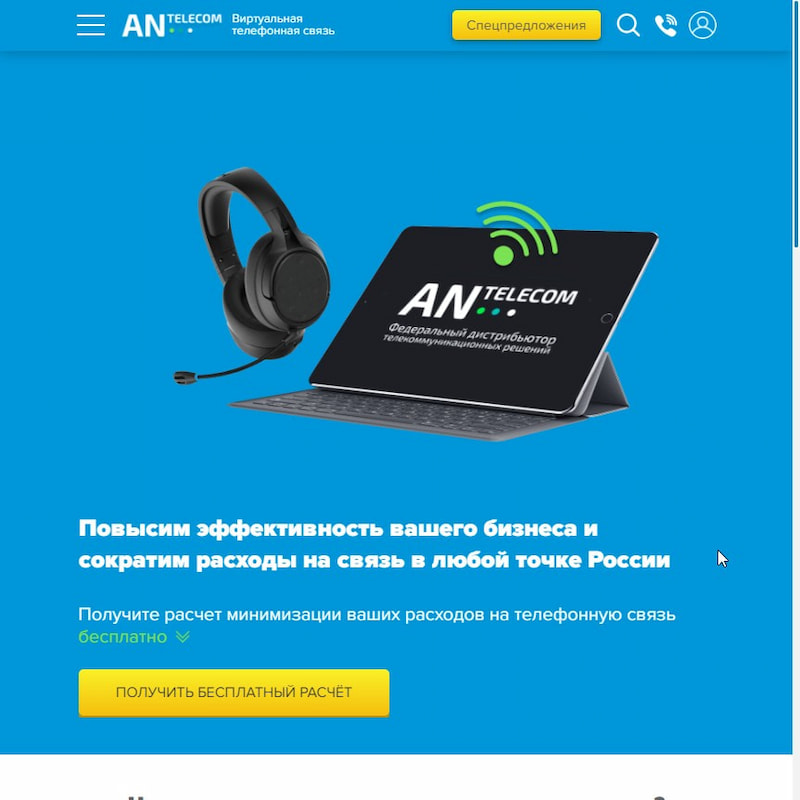 AN TELECOM
Виртуальная
телефонная связь
Спецпредложения
AN TELECOM
Федеральный дистрибьютор
телекоммуникационных решений
Повысим эффективность вашего бизнеса и
сократим расходы на связь в любой точке России
Получите расчет минимизации ваших расходов на телефонную связь
бесплатно
ПОЛУЧИТЬ БЕСПЛАТНЫЙ РАСЧЁТ